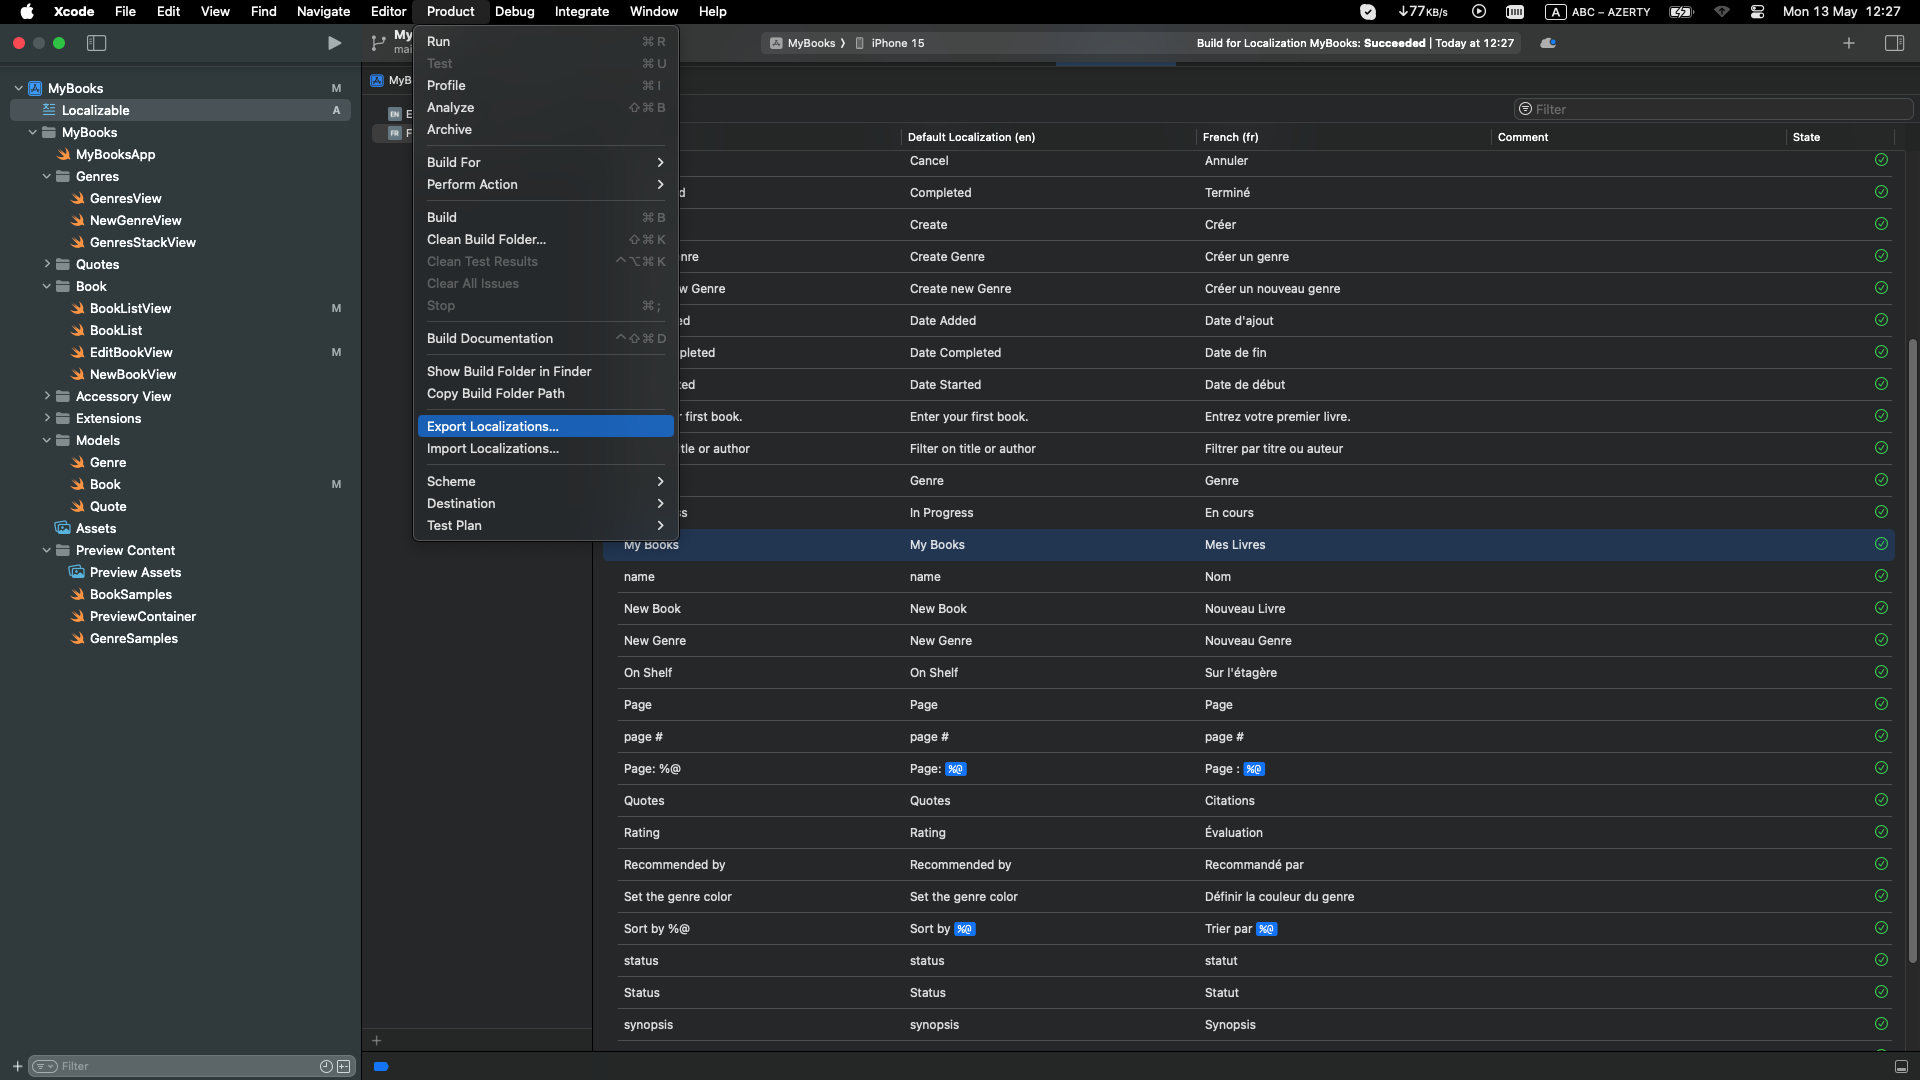 Xcode File Edit View Find Navigate Editor Product Debug Integrate Window Help
77KB/s A ABC – AZERTY Mon 13 May 12:27
MyBooks iPhone 15
Build for Localization MyBooks: Succeeded | Today at 12:27
MyBooks M
Localizable A
MyBooks
MyBooksApp
Genres
GenresView
NewGenreView
GenresStackView
Quotes
Book
BookListView M
BookList
EditBookView M
NewBookView
Accessory View
Extensions
Models
Genre
Book M
Quote
Assets
Preview Content
Preview Assets
BookSamples
PreviewContainer
GenreSamples
Filter
My
mai
MyB
EN E
FR F
Run ⌘R
Test ⌘U
Profile ⌘I
Analyze ⇧⌘B
Archive
Build For
Perform Action
Build ⌘B
Clean Build Folder... ⇧⌘K
Clean Test Results ^⌥⌘K
Clear All Issues
Stop ⌘;
Build Documentation ^⇧⌘D
Show Build Folder in Finder
Copy Build Folder Path
Export Localizations...
Import Localizations...
Scheme
Destination
Test Plan
Filter
Default Localization (en) French (fr) Comment State
Cancel Annuler
d Completed Terminé
Create Créer
nre Create Genre Créer un genre
w Genre Create new Genre Créer un nouveau genre
ed Date Added Date d'ajout
pleted Date Completed Date de fin
ted Date Started Date de début
r first book. Enter your first book. Entrez votre premier livre.
tle or author Filter on title or author Filtrer par titre ou auteur
Genre Genre
ss In Progress En cours
My Books My Books Mes Livres
name name Nom
New Book New Book Nouveau Livre
New Genre New Genre Nouveau Genre
On Shelf On Shelf Sur l'étagère
Page Page Page
page # page # page #
Page: %@ Page: %@ Page : %@
Quotes Quotes Citations
Rating Rating Évaluation
Recommended by Recommended by Recommandé par
Set the genre color Set the genre color Définir la couleur du genre
Sort by %@ Sort by %@ Trier par %@
status status statut
Status Status Statut
synopsis synopsis Synopsis